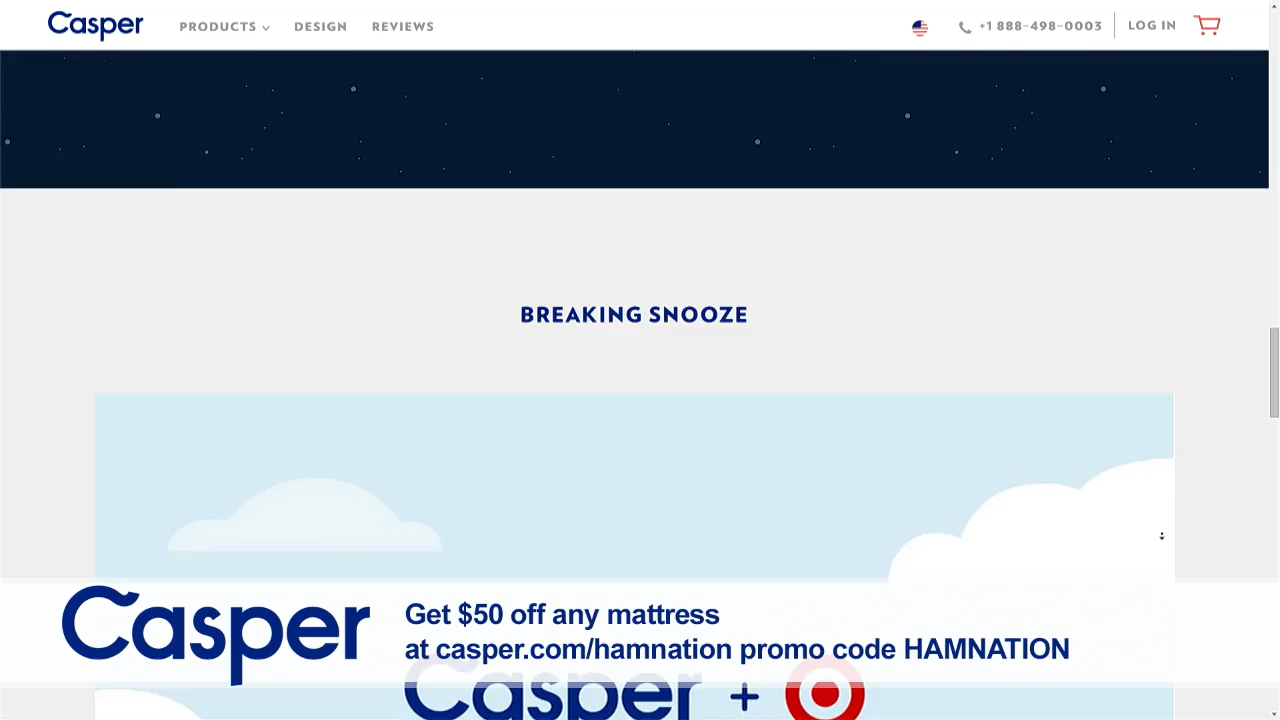 Casper PRODUCTS DESIGN REVIEWS +1 888-498-0003 LOG IN
BREAKING SNOOZE
Casper
Get $50 off any mattress
at casper.com/hamnation promo code HAMNATION
Casper +